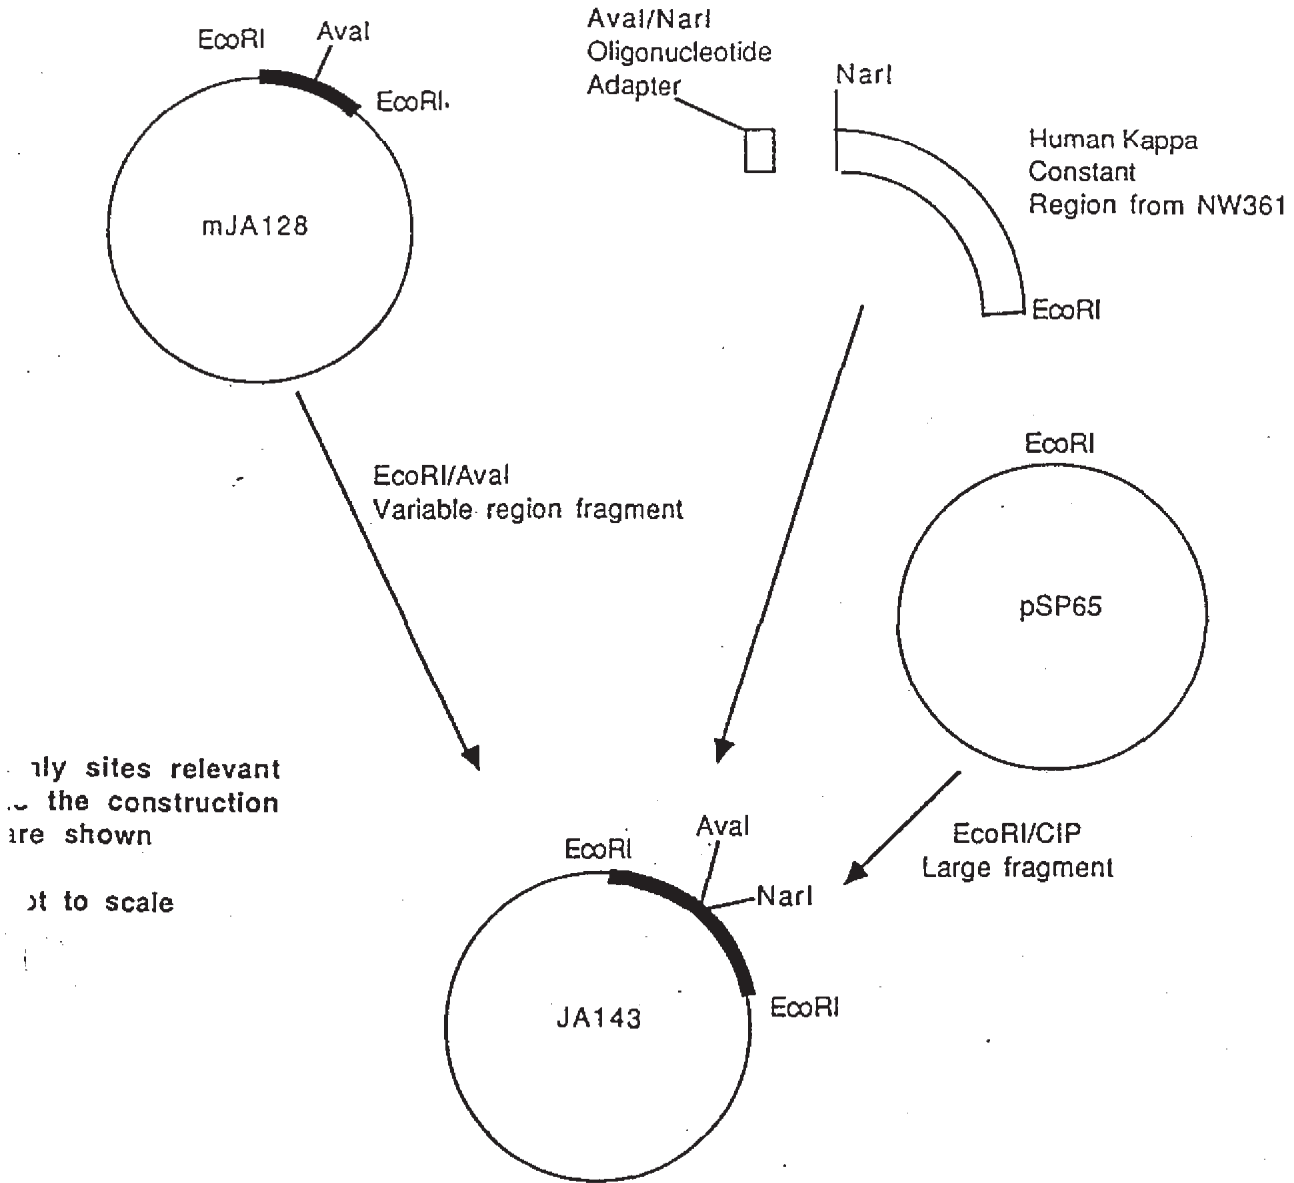 EcoRI
AvaI
EcoRI.
mJA128
AvaI/NarI
Oligonucleotide
Adapter
NarI
Human Kappa
Constant
Region from NW361
EcoRI
EcoRI/AvaI
Variable region fragment
EcoRI
pSP65
sites relevant
the construction
shown
to scale
EcoRI/CIP
Large fragment
EcoRI
AvaI
NarI
EcoRI
JA143